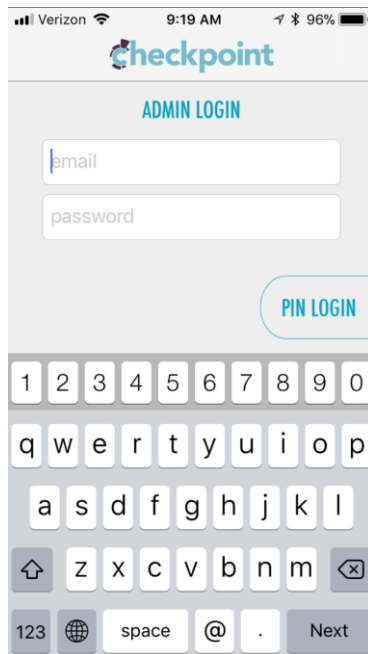 Verizon 9:19 AM 96%
checkpoint
ADMIN LOGIN
email
password
PIN LOGIN
1 2 3 4 5 6 7 8 9 0
q w e r t y u i o p
a s d f g h j k l
z x c v b n m
123 space @ . Next